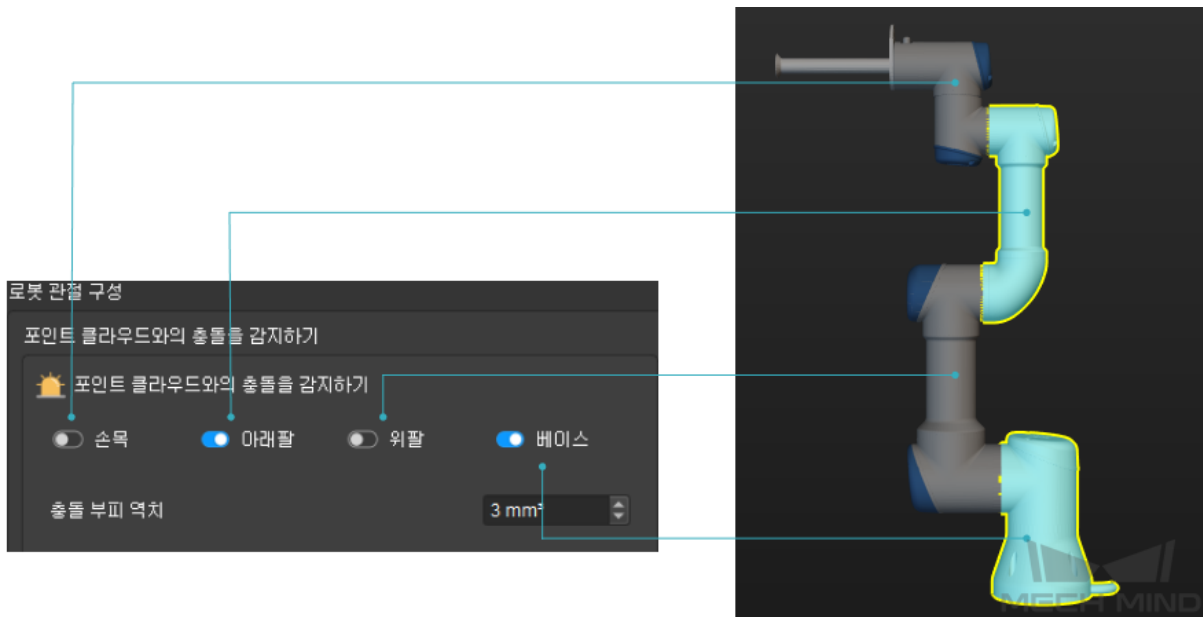 로봇 관절 구성
포인트 클라우드와의 충돌을 감지하기
포인트 클라우드와의 충돌을 감지하기
손목 아래팔 위팔 베이스
충돌 부피 역치 3 mm³
MECH MIND